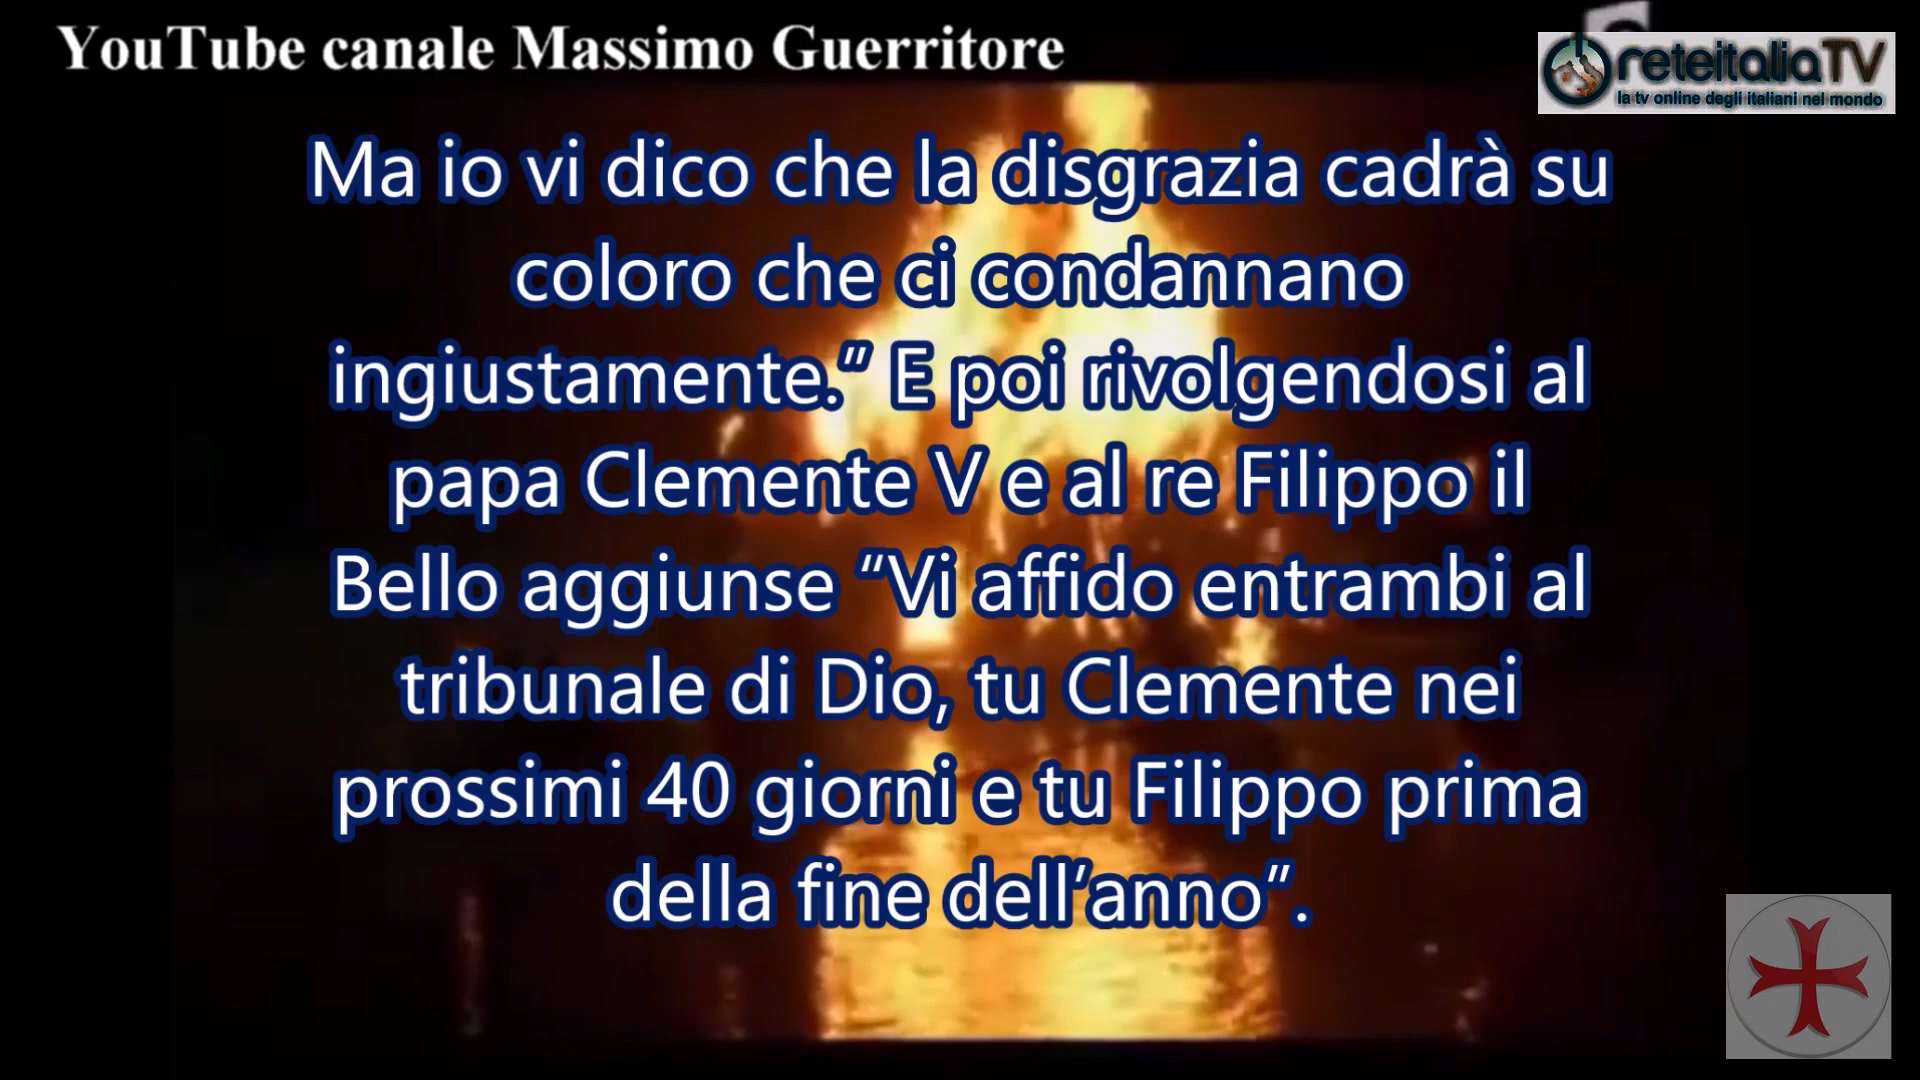 YouTube canale Massimo Guerritore
reteitaliaTV
la tv online degli italiani nel mondo
Ma io vi dico che la disgrazia cadrà su
coloro che ci condannano
ingiustamente.” E poi rivolgendosi al
papa Clemente V e al re Filippo il
Bello aggiunse “Vi affido entrambi al
tribunale di Dio, tu Clemente nei
prossimi 40 giorni e tu Filippo prima
della fine dell’anno”.